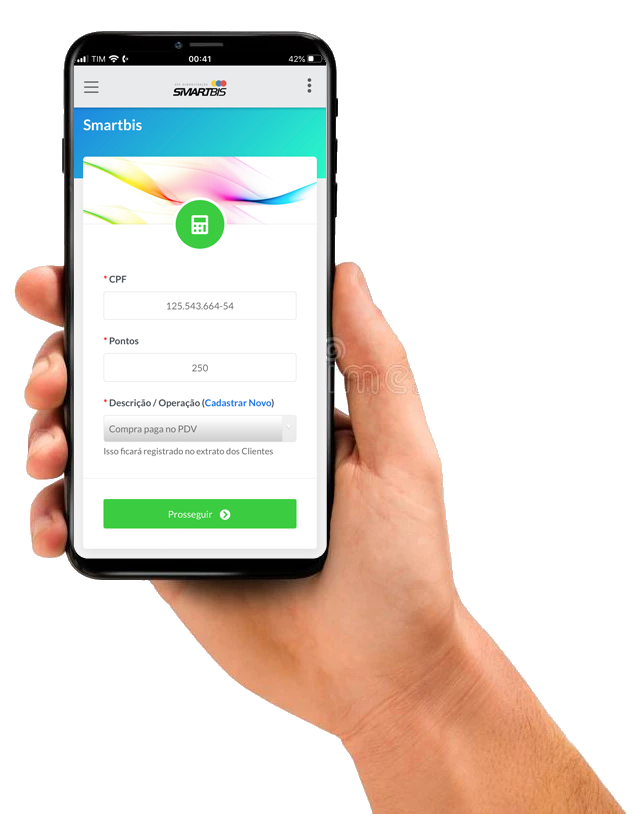 TIM
00:41
42%
SMARTBIS
Smartbis
* CPF
125.543.664-54
* Pontos
250
* Descrição / Operação (Cadastrar Novo)
Compra paga no PDV
Isso ficará registrado no extrato dos Clientes
Prosseguir